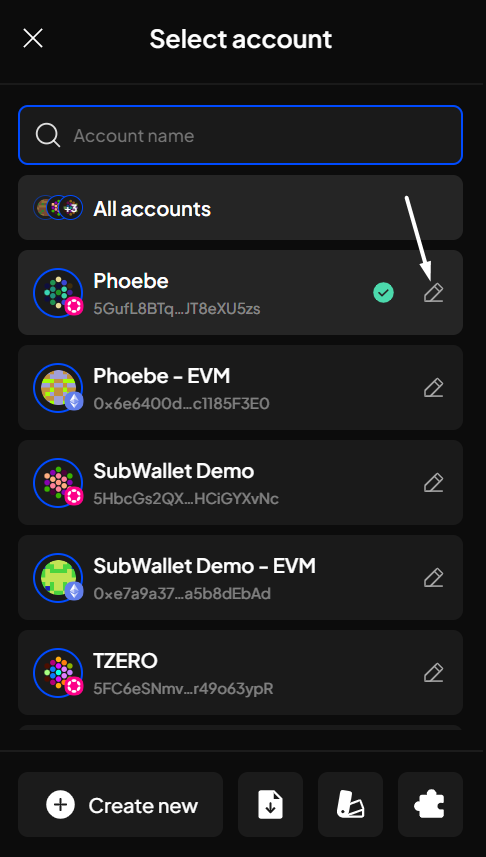 Select account
Account name
+3
All accounts
Phoebe
5GufL8BTq...JT8eXU5zs
Phoebe - EVM
0x6e6400d...c1185F3E0
SubWallet Demo
5HbcGs2QX...HCiGYXvNc
SubWallet Demo - EVM
0xe7a9a37...a5b8dEbAd
TZERO
5FC6eSNmv...r49o63ypR
Create new